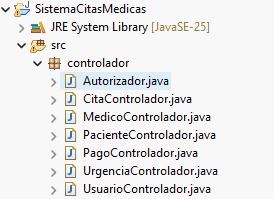 SistemaCitasMedicas
JRE System Library [JavaSE-25]
src
controlador
Autorizador.java
CitaControlador.java
MedicoControlador.java
PacienteControlador.java
PagoControlador.java
UrgenciaControlador.java
UsuarioControlador.java